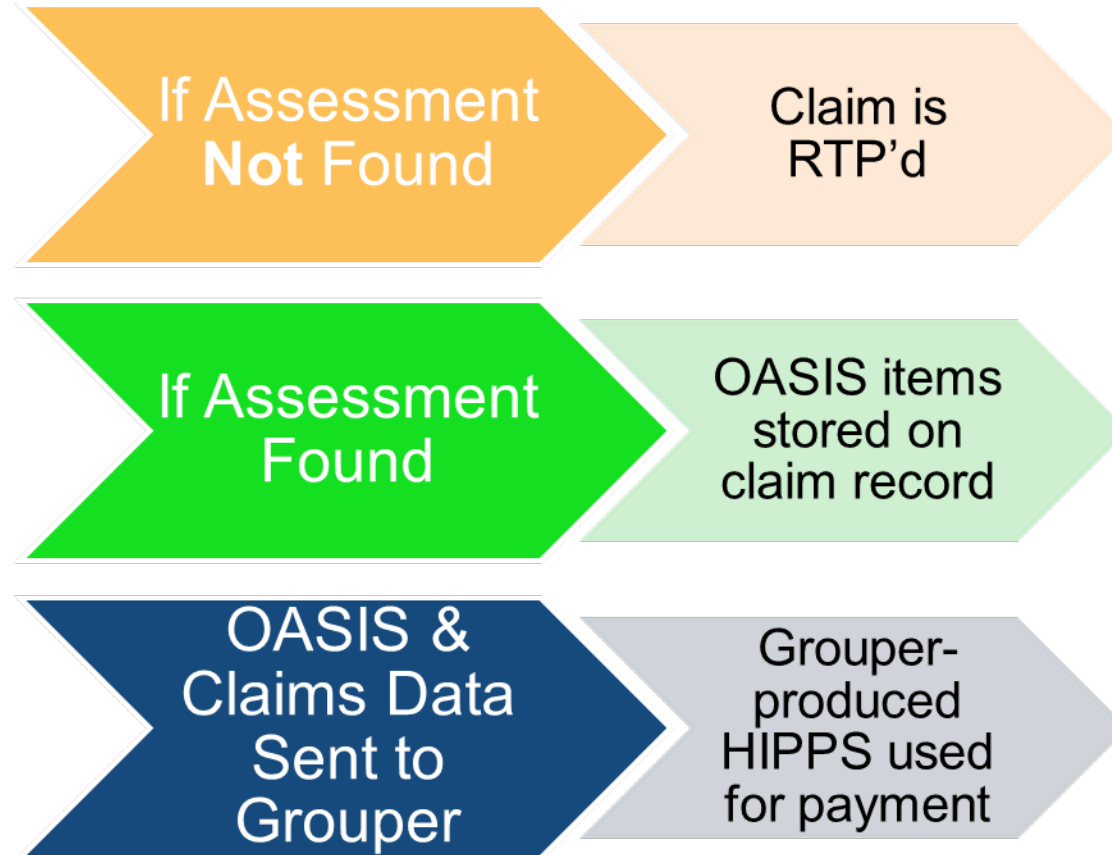 If Assessment
Not Found
Claim is
RTP’d
If Assessment
Found
OASIS items
stored on
claim record
OASIS &
Claims Data
Sent to
Grouper
Grouper-
produced
HIPPS used
for payment